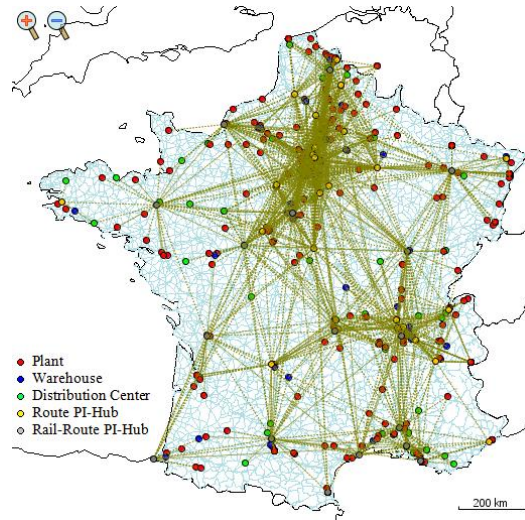 Plant
Warehouse
Distribution Center
Route PI-Hub
Rail-Route PI-Hub
200 km